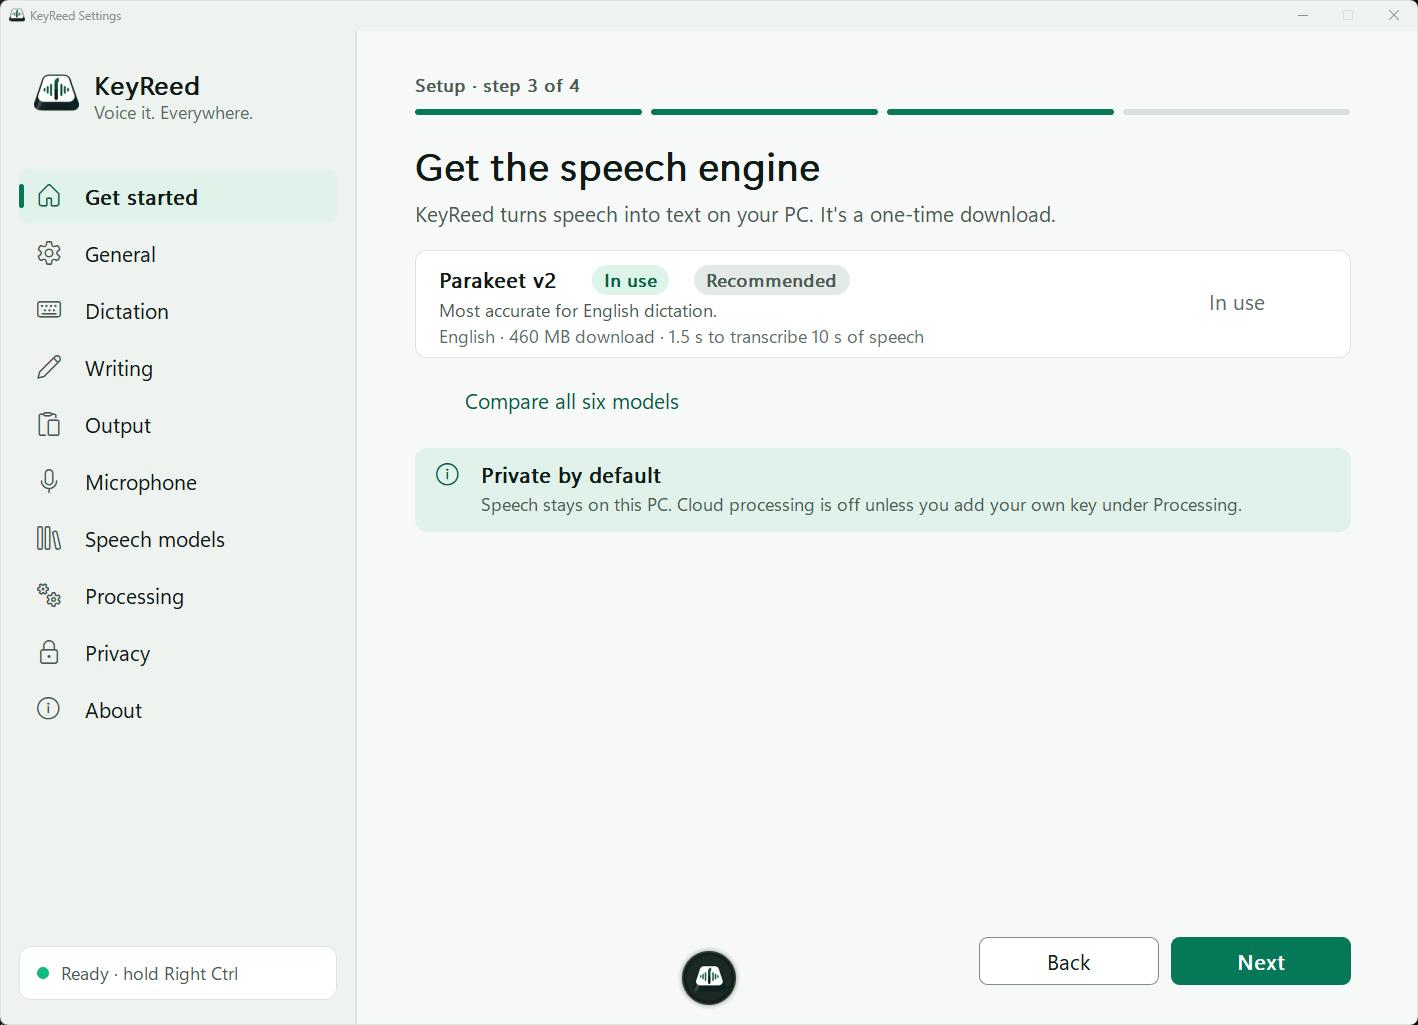 KeyReed Settings
KeyReed
Voice it. Everywhere.
Get started
General
Dictation
Writing
Output
Microphone
Speech models
Processing
Privacy
About
Ready · hold Right Ctrl
Setup · step 3 of 4
Get the speech engine
KeyReed turns speech into text on your PC. It's a one-time download.
Parakeet v2 In use Recommended
Most accurate for English dictation.
English · 460 MB download · 1.5 s to transcribe 10 s of speech
In use
Compare all six models
Private by default
Speech stays on this PC. Cloud processing is off unless you add your own key under Processing.
Back
Next